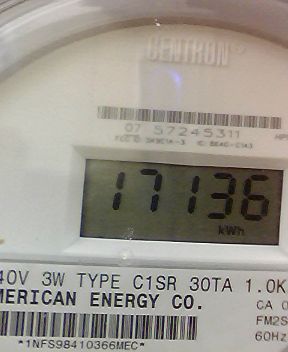 CENTRON®
07 57245311
17136
kWh
40V 3W TYPE C1SR 30TA 1.0K
MERICAN ENERGY CO.
CA 0
FM2S
60Hz
*1NFS98410366MEC*